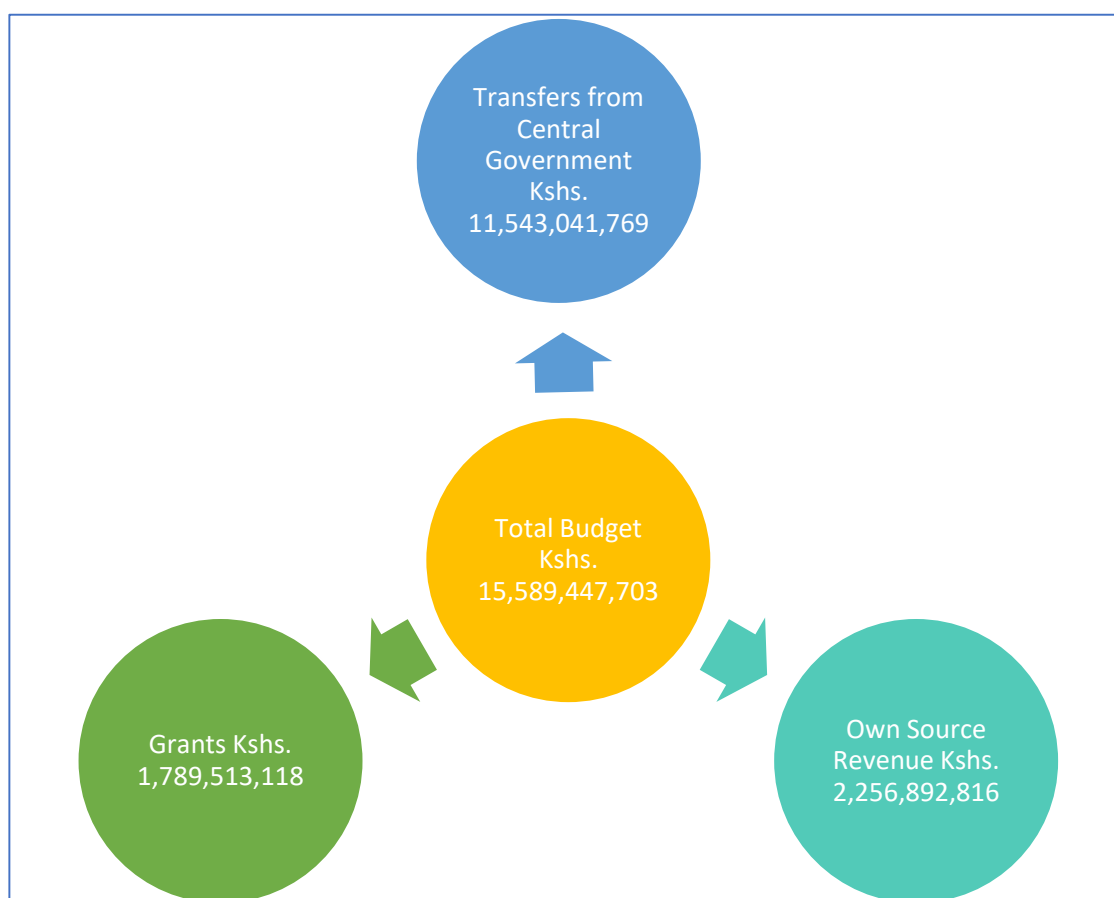 Transfers from
Central
Government
Kshs.
11,543,041,769
Total Budget
Kshs.
15,589,447,703
Grants Kshs.
1,789,513,118
Own Source
Revenue Kshs.
2,256,892,816